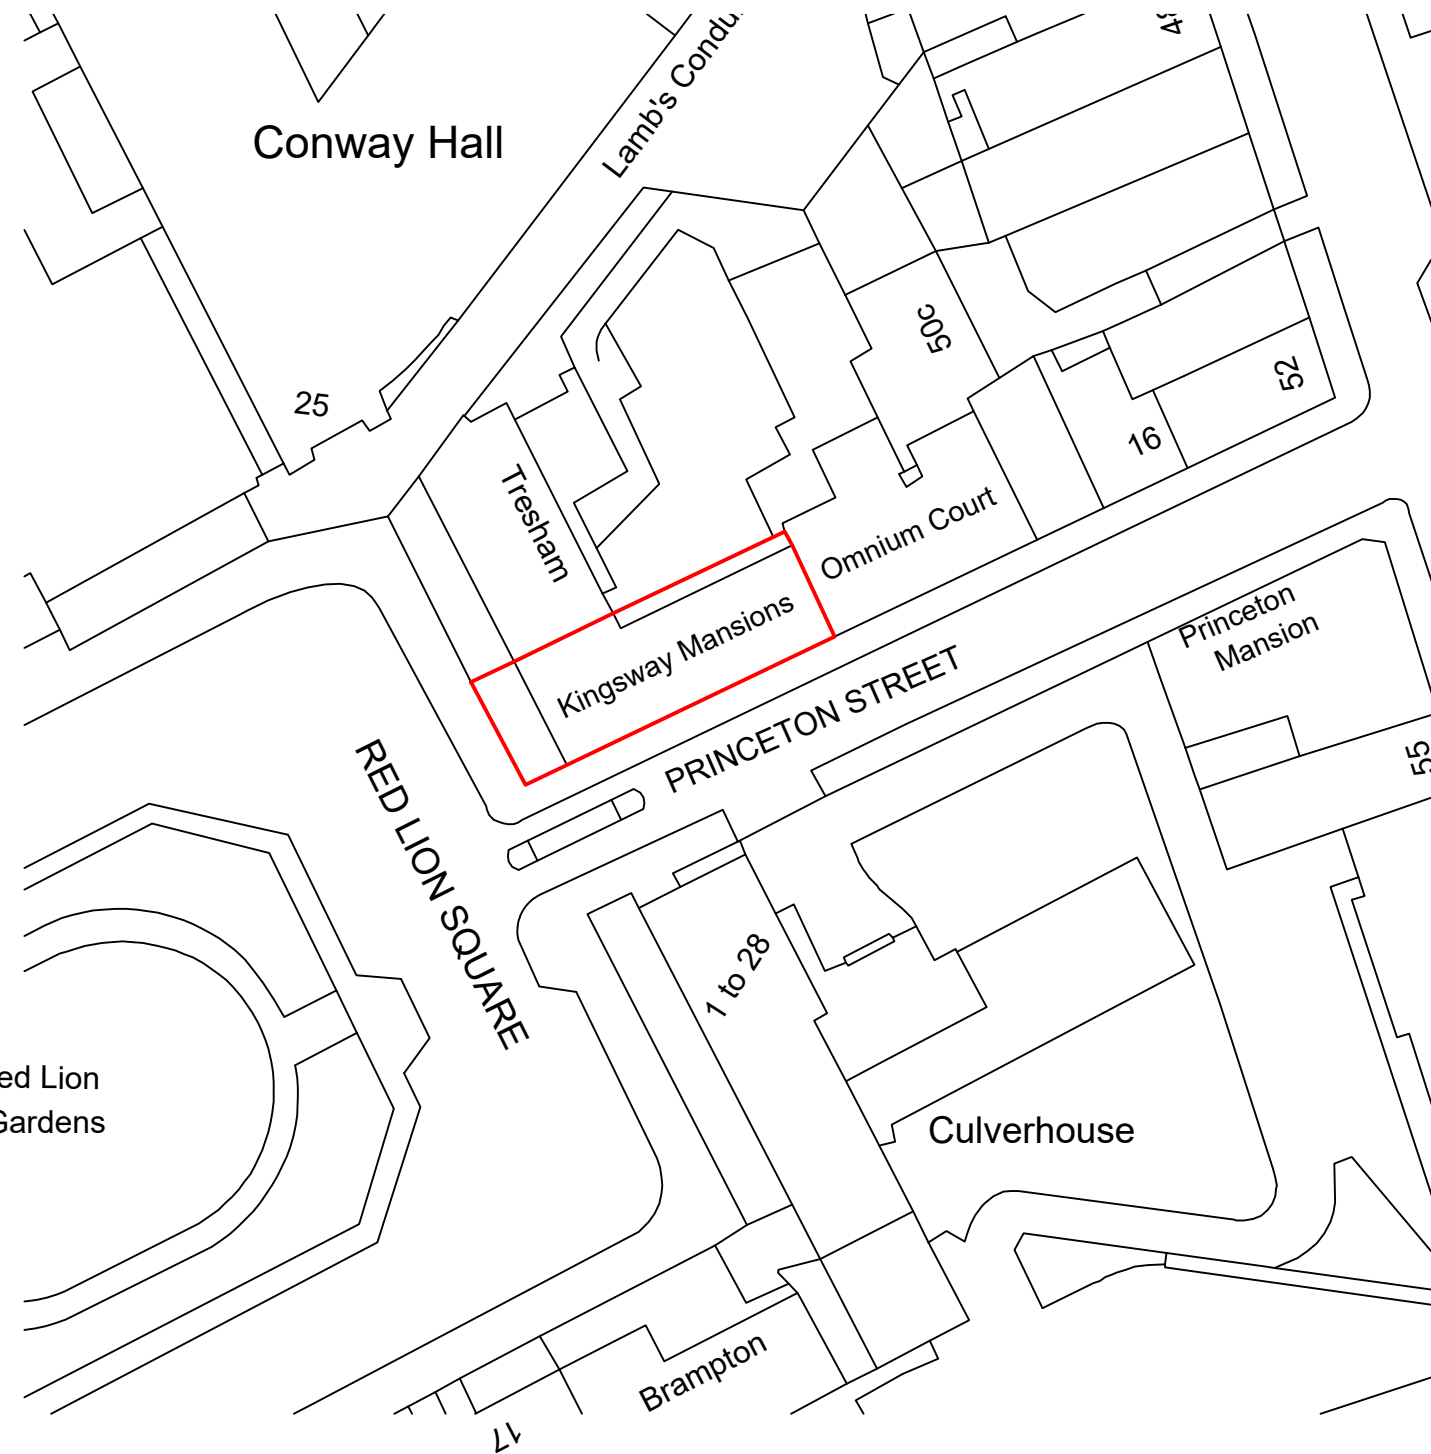 Lamb's Condu
Conway Hall
50c
25
52
16
Tresham
Omnium Court
Kingsway Mansions
Princeton
Mansion
PRINCETON STREET
RED LION SQUARE
55
1 to 28
ed Lion
Gardens
Culverhouse
Brampton
17